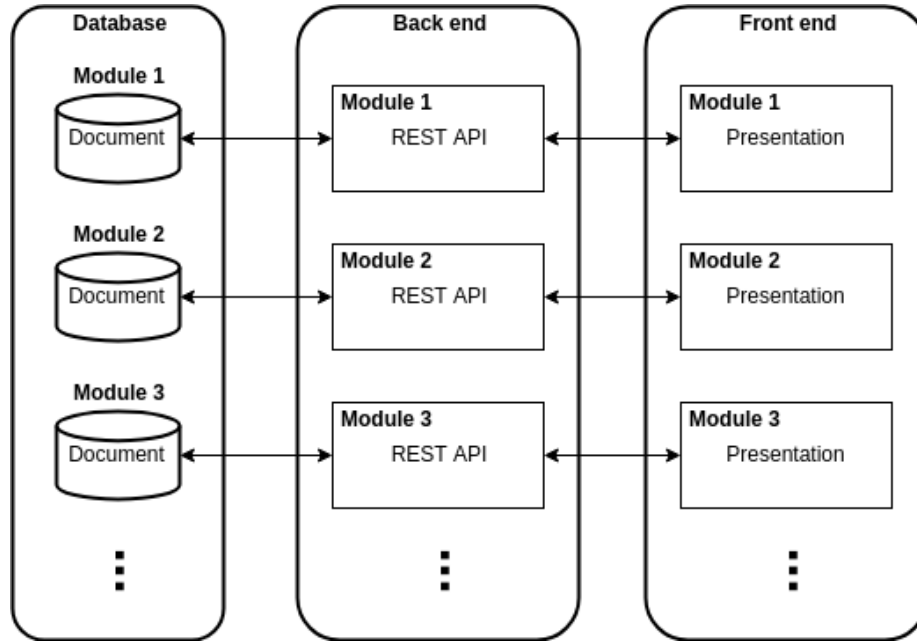 Database
Back end
Front end
Module 1
Document
Module 1
REST API
Module 1
Presentation
Module 2
Document
Module 2
REST API
Module 2
Presentation
Module 3
Document
Module 3
REST API
Module 3
Presentation